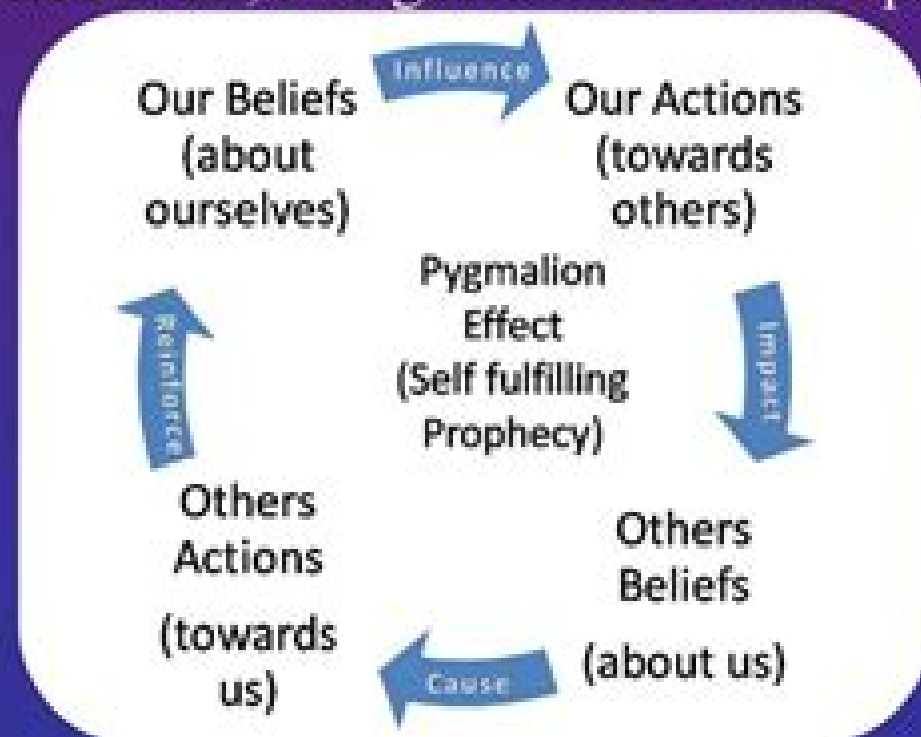 Our Beliefs
(about
ourselves)
Influence
Our Actions
(towards
others)
Pygmalion
Effect
(Self fulfilling
Prophecy)
Impact
Others
Beliefs
(about us)
Cause
Others
Actions
(towards
us)
Reinforce